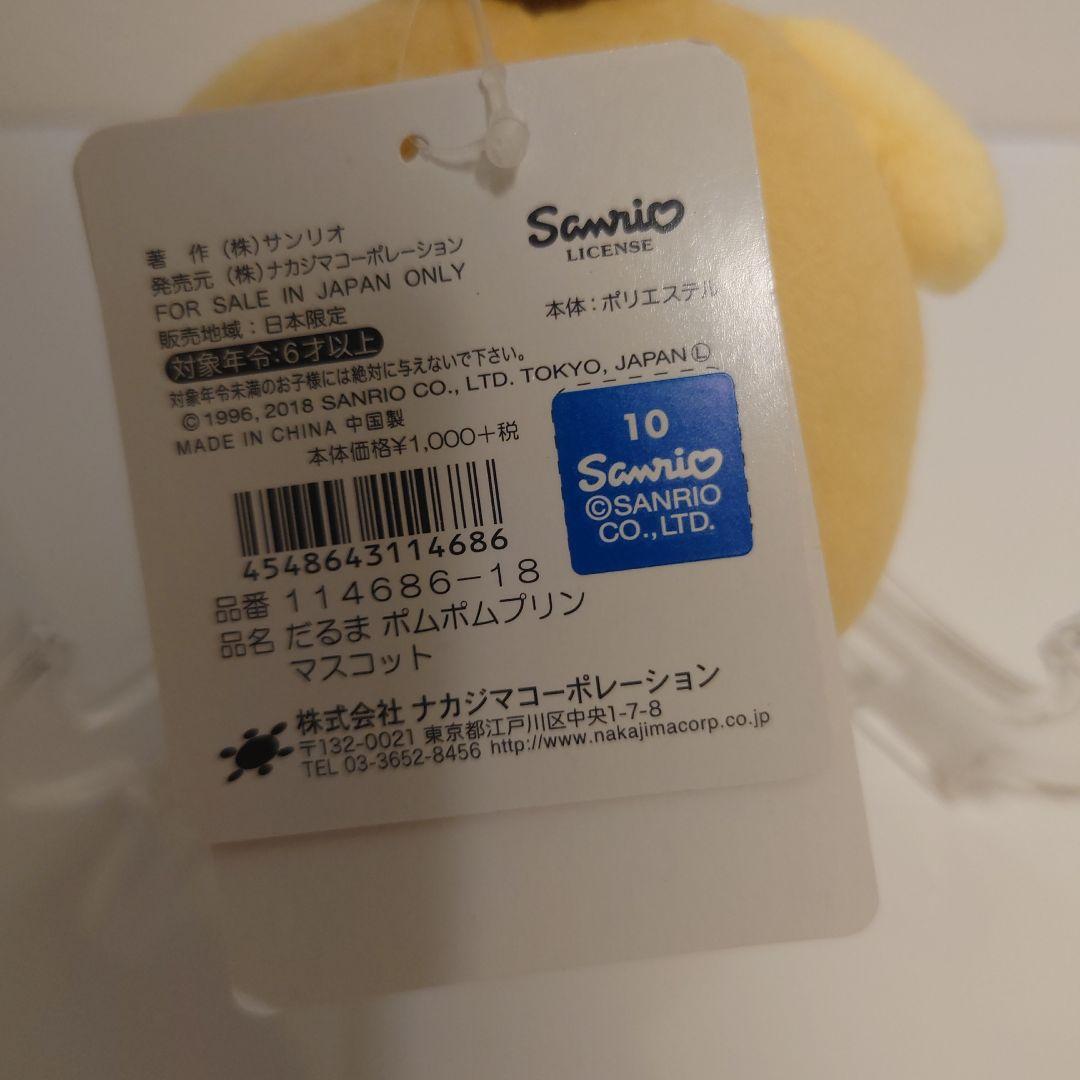 Sanrio
LICENSE
著 作 (株)サンリオ
発売元 (株)ナカジマコーポレーション
FOR SALE IN JAPAN ONLY
販売地域：日本限定
本体：ポリエステル
対象年令:6才以上
対象年令未満のお子様には絶対に与えないで下さい。
©1996, 2018 SANRIO CO., LTD. TOKYO, JAPAN Ⓛ
MADE IN CHINA 中国製
本体価格¥1,000+税
10
Sanrio
©SANRIO
CO.,LTD.
4548643114686
品番 114686-18
品名 だるま ポムポムプリン
マスコット
株式会社 ナカジマコーポレーション
〒132-0021 東京都江戸川区中央1-7-8
TEL 03-3652-8456 http://www.nakajimacorp.co.jp